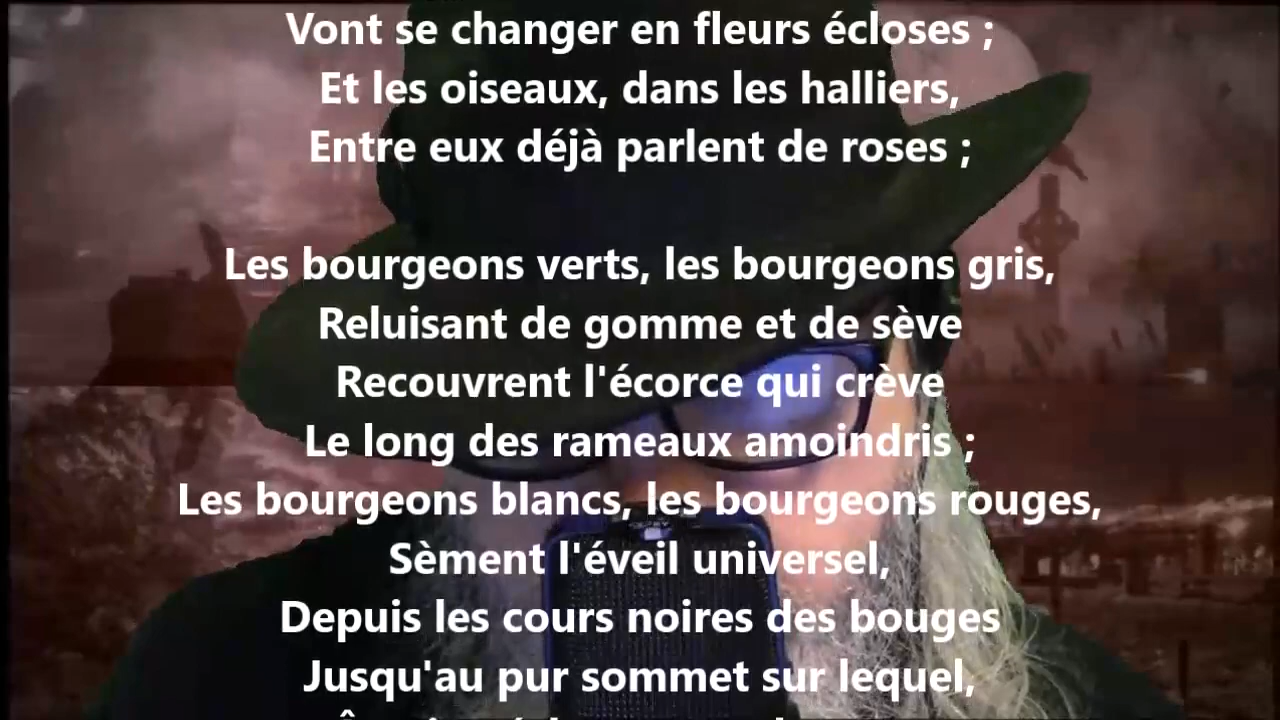 Vont se changer en fleurs écloses ;
Et les oiseaux, dans les halliers,
Entre eux déjà parlent de roses ;
Les bourgeons verts, les bourgeons gris,
Reluisant de gomme et de sève
Recouvrent l'écorce qui crève
Le long des rameaux amoindris ;
Les bourgeons blancs, les bourgeons rouges,
Sèment l'éveil universel,
Depuis les cours noires des bouges
Jusqu'au pur sommet sur lequel,